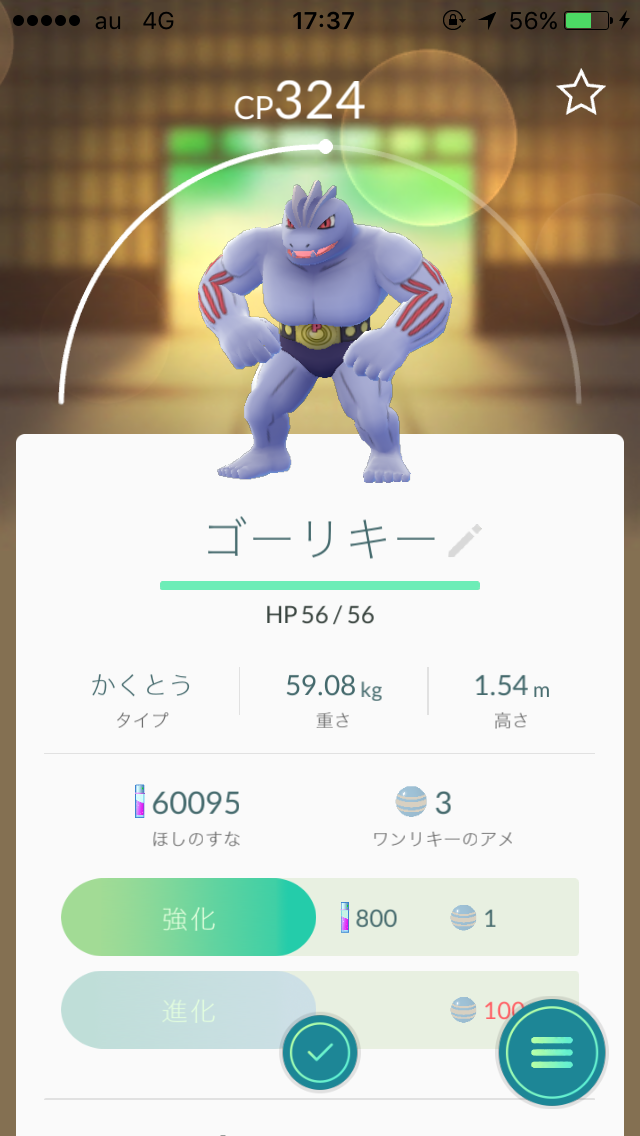 au 4G 17:37 56%
CP324
ゴーリキー
HP 56 / 56
かくとう 59.08 kg 1.54 m
タイプ 重さ 高さ
60095 3
ほしのすな ワンリキーのアメ
強化 800 1
進化 100